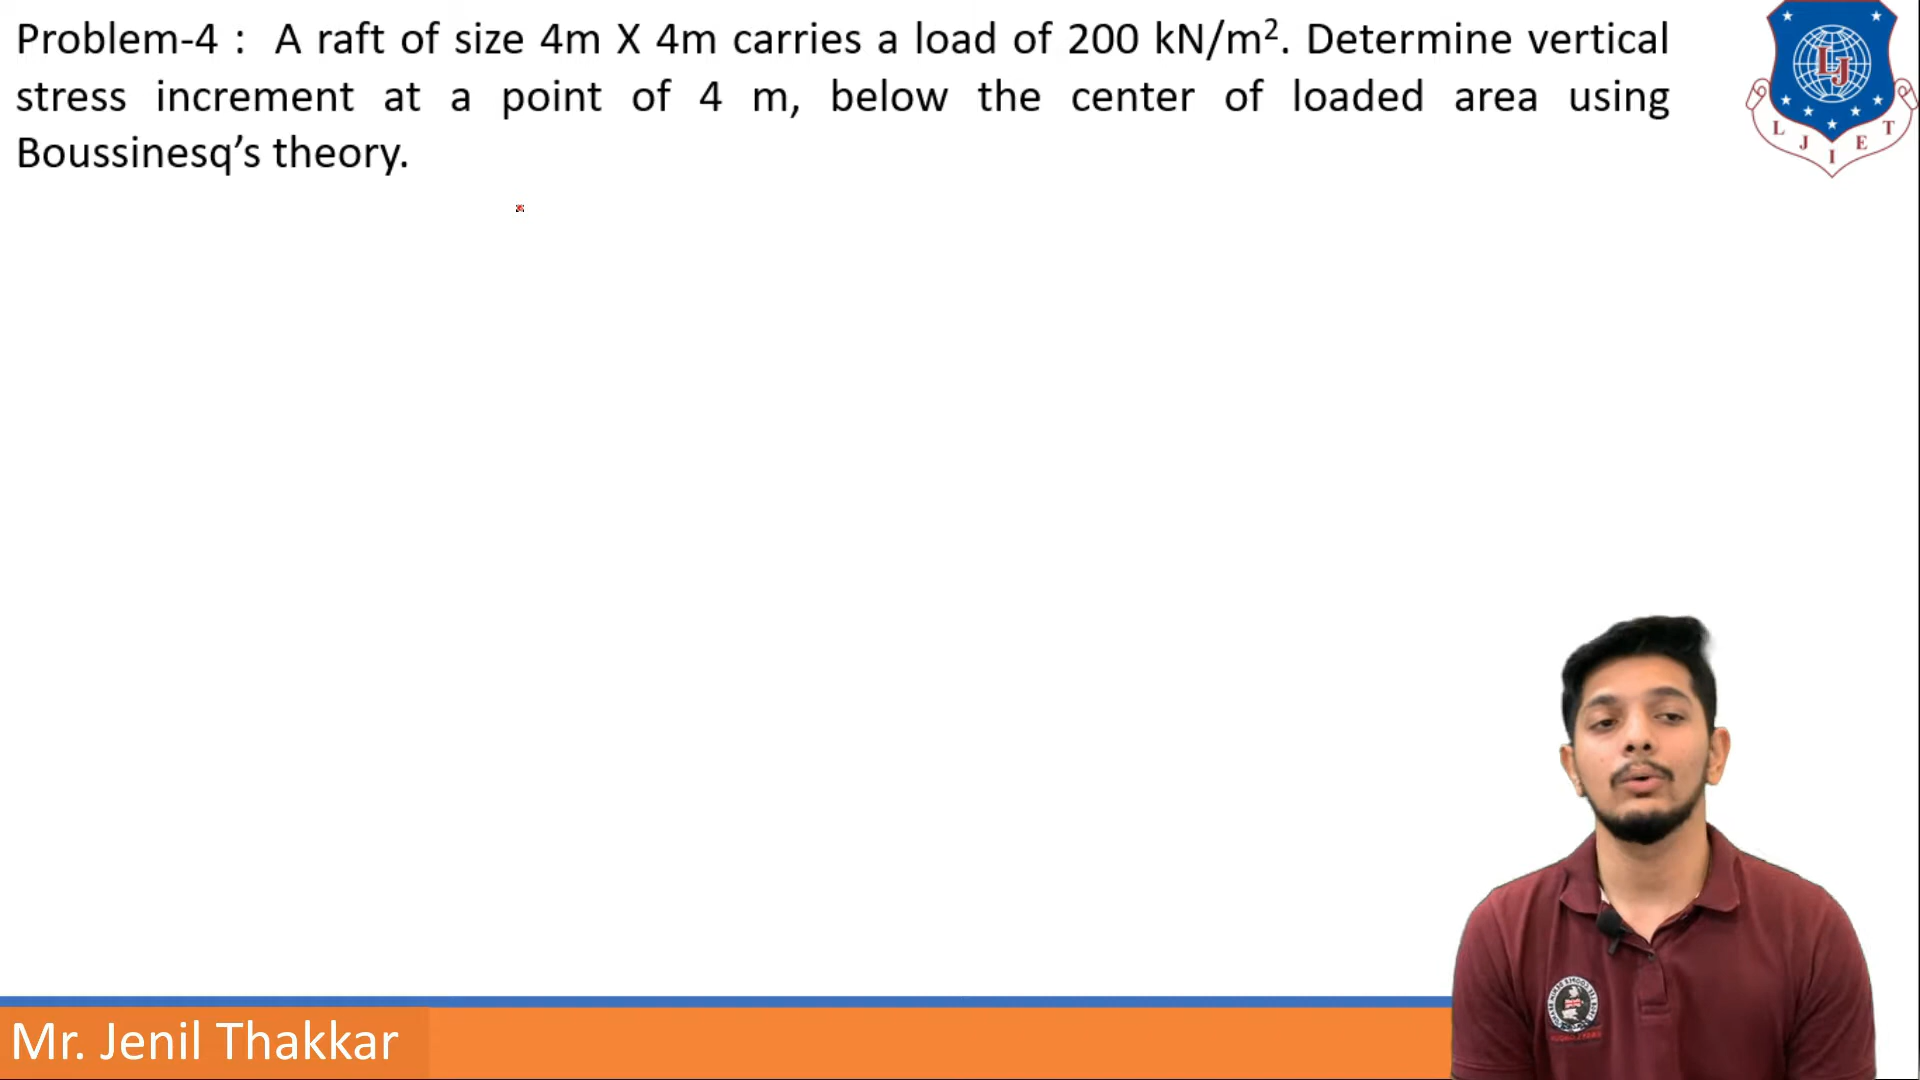 Problem-4 : A raft of size 4m X 4m carries a load of 200 kN/m². Determine vertical
stress increment at a point of 4 m, below the center of loaded area using
Boussinesq’s theory.
LJ
L J I E T
Mr. Jenil Thakkar